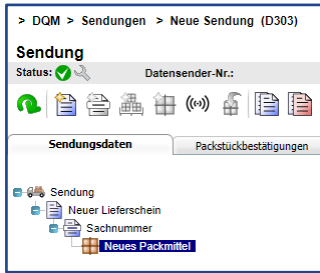 > DQM > Sendungen > Neue Sendung (D303)
Sendung
Status: Datensender-Nr.:
Sendungsdaten Packstückbestätigungen
Sendung
Neuer Lieferschein
Sachnummer
Neues Packmittel